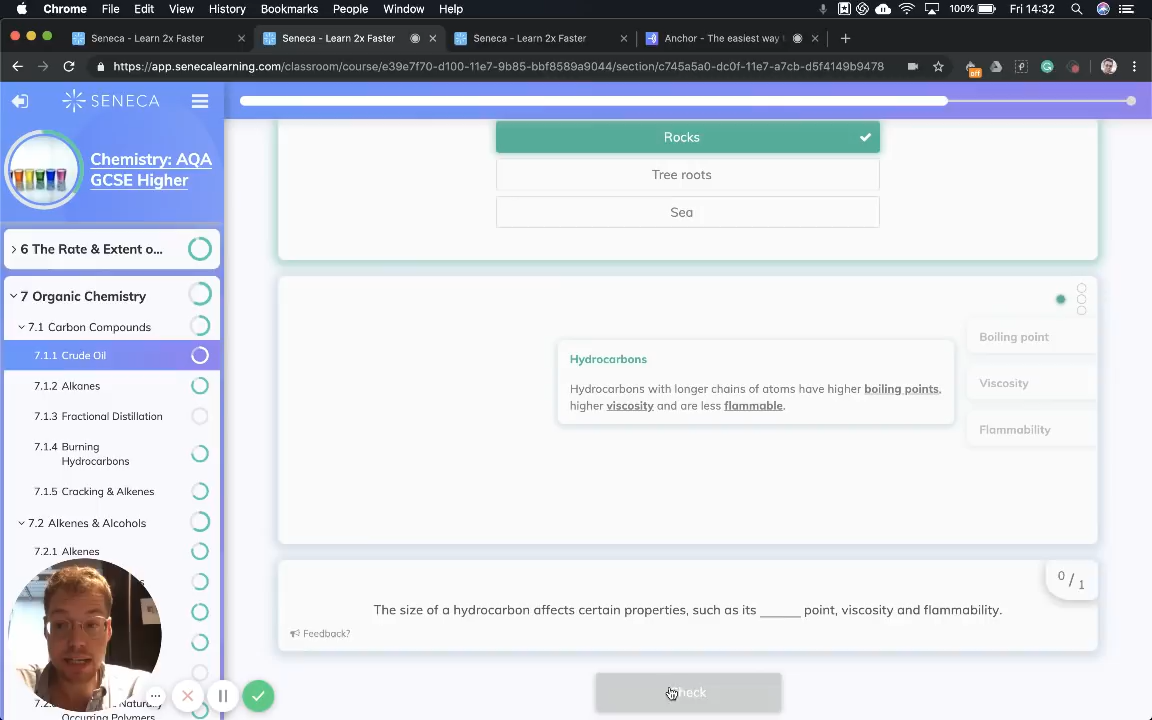 Chrome File Edit View History Bookmarks People Window Help 100% Fri 14:32
Seneca - Learn 2x Faster
Seneca - Learn 2x Faster
Seneca - Learn 2x Faster
Anchor - The easiest way
https://app.senecalearning.com/classroom/course/e39e7f70-d100-11e7-9b85-bbf8589a9044/section/c745a5a0-dc0f-11e7-a7cb-d5f4149b9478
off
SENECA
Chemistry: AQA
GCSE Higher
6 The Rate & Extent o...
7 Organic Chemistry
7.1 Carbon Compounds
7.1.1 Crude Oil
7.1.2 Alkanes
7.1.3 Fractional Distillation
7.1.4 Burning
Hydrocarbons
7.1.5 Cracking & Alkenes
7.2 Alkenes & Alcohols
7.2.1 Alkenes
Occurring Polymers
Rocks
Tree roots
Sea
Hydrocarbons
Hydrocarbons with longer chains of atoms have higher boiling points,
higher viscosity and are less flammable.
Boiling point
Viscosity
Flammability
0 / 1
The size of a hydrocarbon affects certain properties, such as its ______ point, viscosity and flammability.
Feedback?
Check